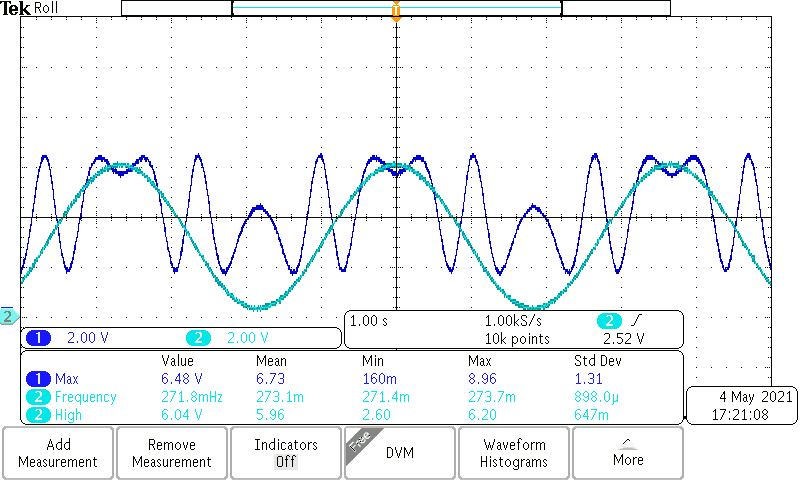 Tek Roll
T
2
1 2.00 V 2 2.00 V
1.00 s 1.00kS/s 2
10k points 2.52 V
Value Mean Min Max Std Dev
1 Max 6.48 V 6.73 160m 8.96 1.31
2 Frequency 271.8mHz 273.1m 271.4m 273.7m 898.0µ
2 High 6.04 V 5.96 2.60 6.20 647m
4 May 2021
17:21:08
Add Measurement
Remove Measurement
Indicators
Off
Free
DVM
Waveform Histograms
More